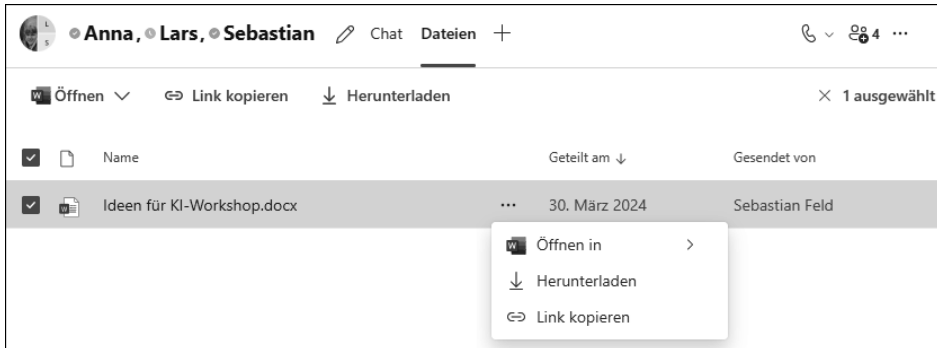 Anna, Lars, Sebastian Chat Dateien 4
Öffnen Link kopieren Herunterladen 1 ausgewählt
Name Geteilt am Gesendet von
Ideen für KI-Workshop.docx 30. März 2024 Sebastian Feld
Öffnen in
Herunterladen
Link kopieren